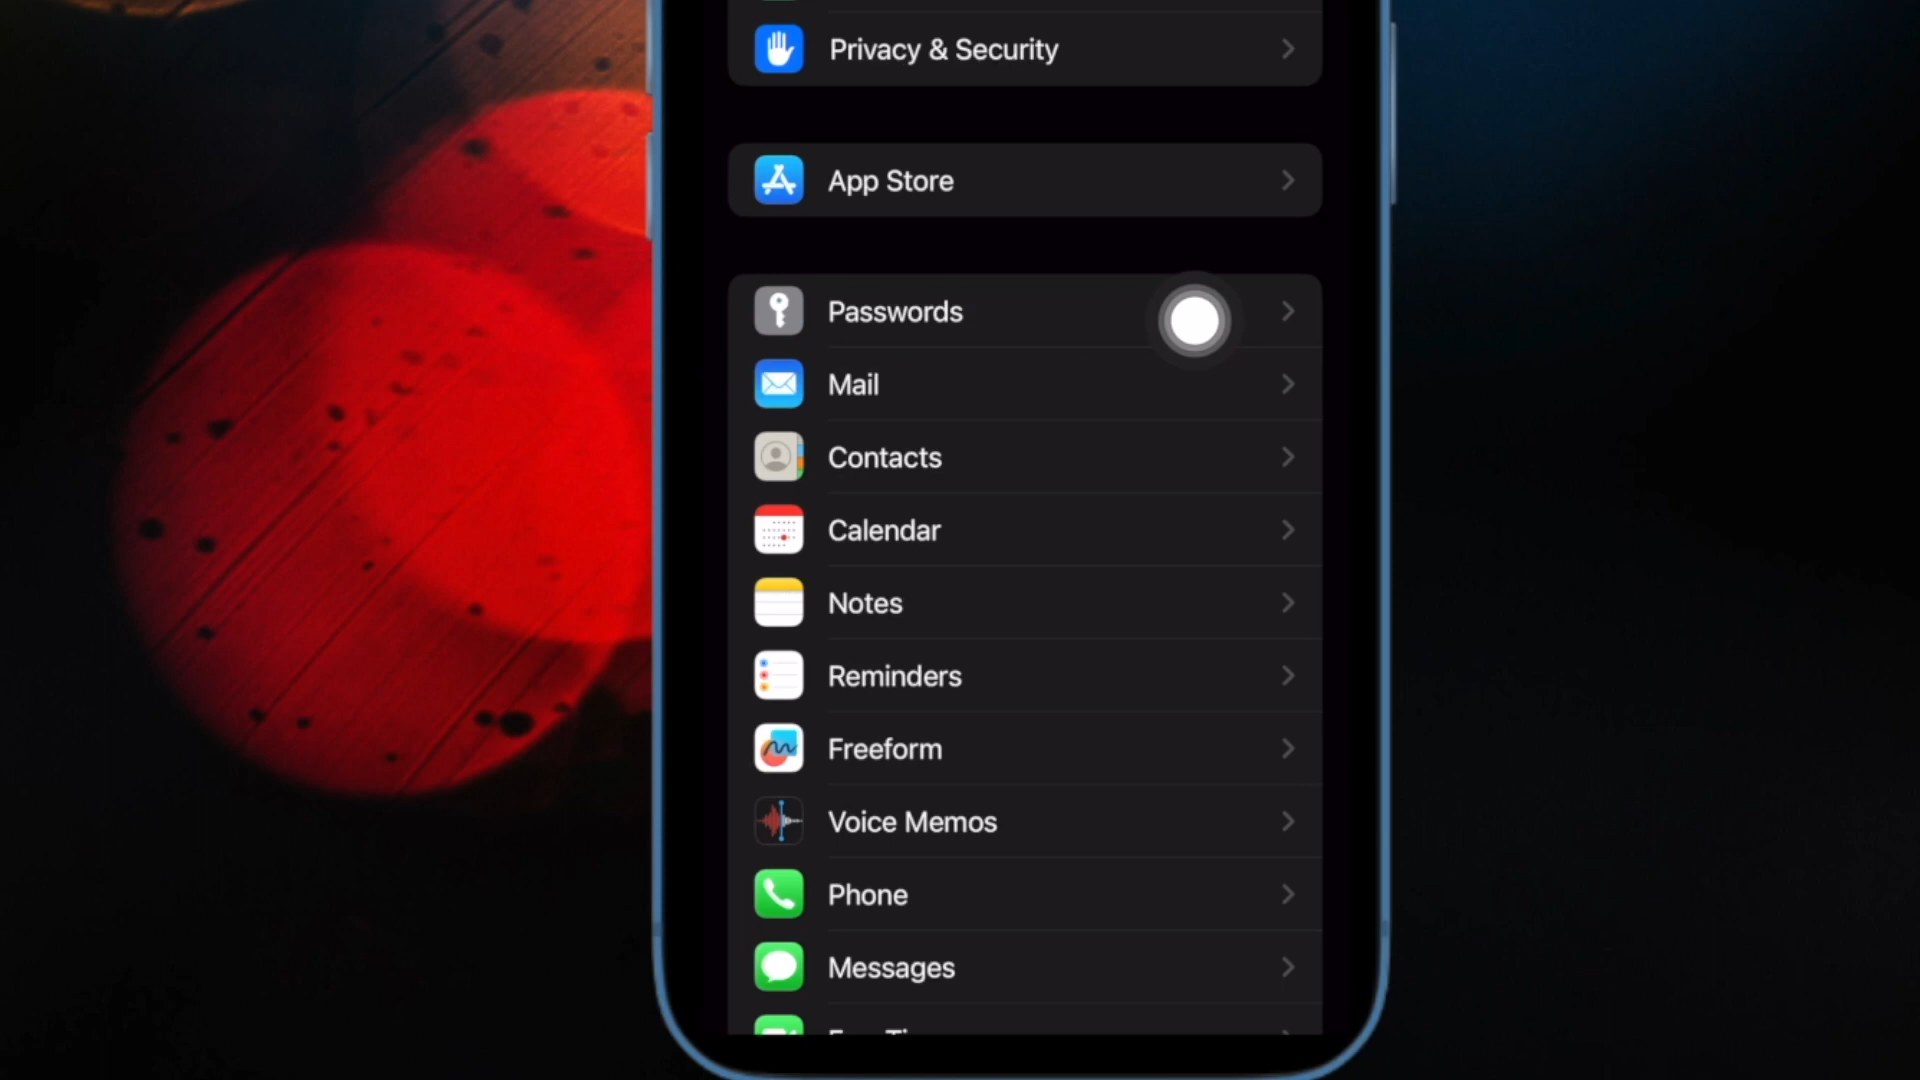 Privacy & Security
App Store
Passwords
Mail
Contacts
Calendar
Notes
Reminders
Freeform
Voice Memos
Phone
Messages